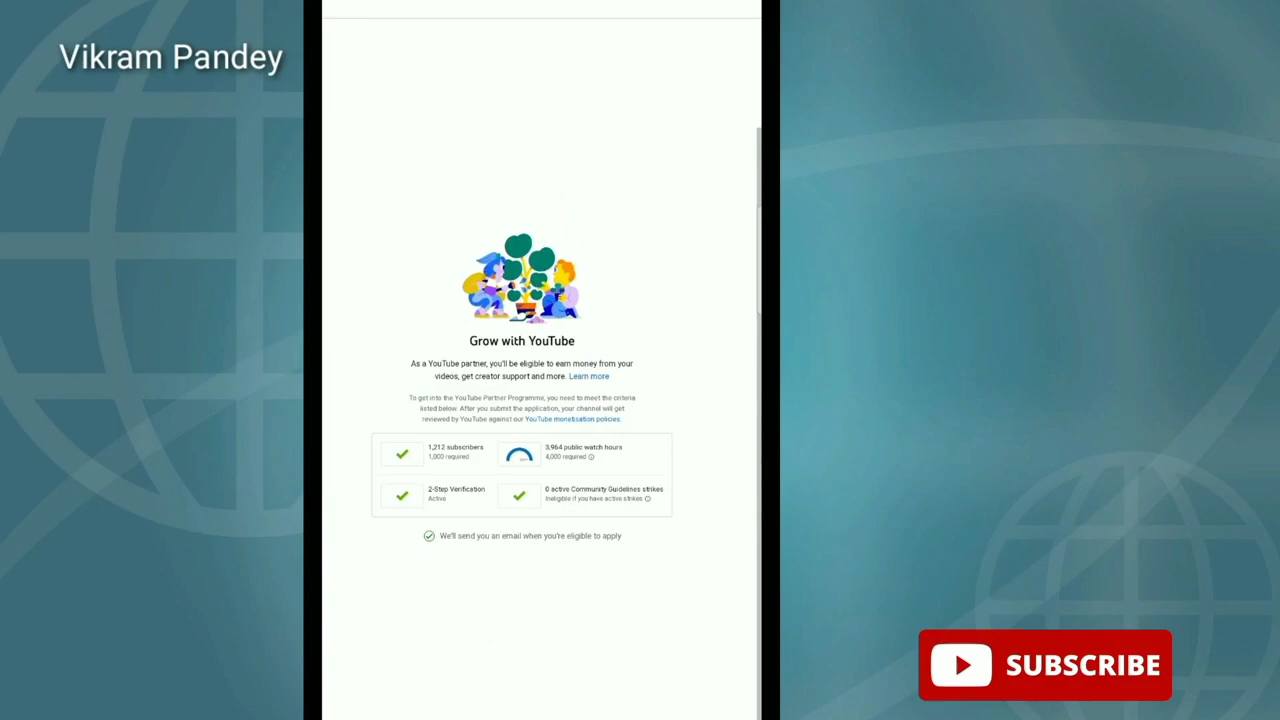 Vikram Pandey
Grow with YouTube
As a YouTube partner, you'll be eligible to earn money from your
videos, get creator support and more. Learn more
To get into the YouTube Partner Programme, you need to meet the criteria
listed below. After you submit the application, your channel will get
reviewed by YouTube against our YouTube monetisation policies.
1,212 subscribers
1,000 required
3,964 public watch hours
4,000 required
2-Step Verification
Active
0 active Community Guidelines strikes
Ineligible if you have active strikes
We'll send you an email when you're eligible to apply
SUBSCRIBE